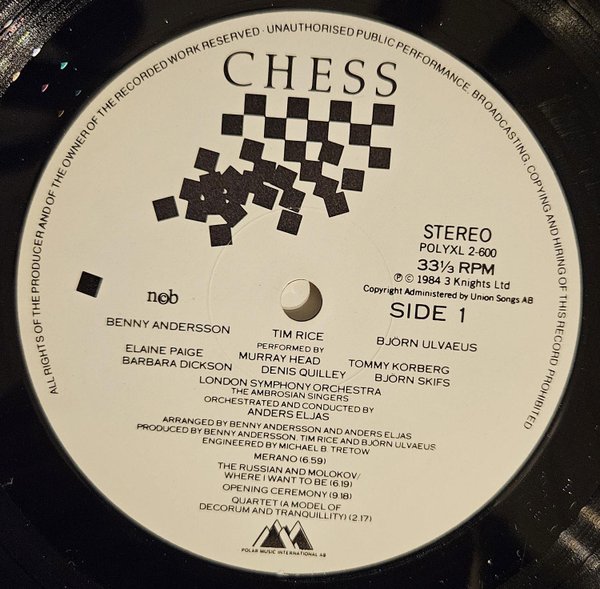 ALL RIGHTS OF THE PRODUCER AND OF THE OWNER OF THE RECORDED WORK RESERVED · UNAUTHORISED PUBLIC PERFORMANCE, BROADCASTING, COPYING AND HIRING OF THIS RECORD PROHIBITED
CHESS
STEREO
POLYXL 2-600
33⅓ RPM
℗ © 1984 3 Knights Ltd
Copyright Administered by Union Songs AB
n©b
SIDE 1
BENNY ANDERSSON TIM RICE BJÖRN ULVAEUS
PERFORMED BY
ELAINE PAIGE MURRAY HEAD TOMMY KÖRBERG
BARBARA DICKSON DENIS QUILLEY BJÖRN SKIFS
LONDON SYMPHONY ORCHESTRA
THE AMBROSIAN SINGERS
ORCHESTRATED AND CONDUCTED BY
ANDERS ELJAS
ARRANGED BY BENNY ANDERSSON AND ANDERS ELJAS
PRODUCED BY BENNY ANDERSSON, TIM RICE AND BJÖRN ULVAEUS
ENGINEERED BY MICHAEL B. TRETOW
MERANO (6.59)
THE RUSSIAN AND MOLOKOV/
WHERE I WANT TO BE (6.19)
OPENING CEREMONY (9.18)
QUARTET (A MODEL OF
DECORUM AND TRANQUILLITY) (2.17)
POLAR MUSIC INTERNATIONAL AB